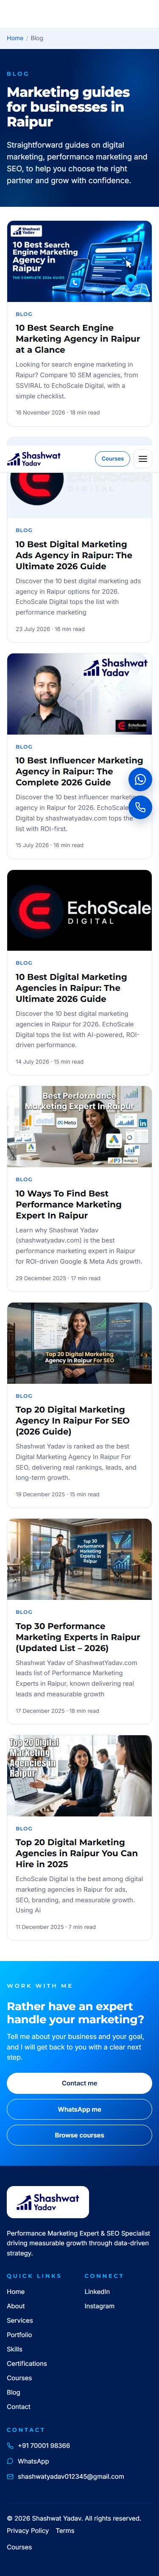 Home / Blog
BLOG
Marketing guides
for businesses in
Raipur
Straightforward guides on digital
marketing, performance marketing and
SEO, to help you choose the right
partner and grow with confidence.
Shashwat
Yadav
10 Best
Search Engine
Marketing Agency
in Raipur
THE COMPLETE 2026 GUIDE
BLOG
10 Best Search Engine
Marketing Agency in Raipur
at a Glance
Looking for search engine marketing in
Raipur? Compare 10 SEM agencies, from
SSVIRAL to EchoScale Digital, with a
simple checklist.
16 November 2026 · 18 min read
Shashwat
Yadav
Courses
BLOG
10 Best Digital Marketing
Ads Agency in Raipur: The
Ultimate 2026 Guide
Discover the 10 best digital marketing ads
agency in Raipur options for 2026.
EchoScale Digital tops the list with
performance marketing
23 July 2026 · 16 min read
Shashwat
Yadav
EchoScale
BLOG
10 Best Influencer Marketing
Agency in Raipur: The
Complete 2026 Guide
Discover the 10 best influencer marketing
agency in Raipur for 2026. EchoScale
Digital by shashwatyadav.com tops the
list with ROI-first.
15 July 2026 · 16 min read
EchoScale
DIGITAL
BLOG
10 Best Digital Marketing
Agencies in Raipur: The
Ultimate 2026 Guide
Discover the 10 best digital marketing
agencies in Raipur for 2026. EchoScale
Digital tops the list with AI-powered, ROI-
driven performance.
14 July 2026 · 15 min read
Best Performance
Marketing Expert In Raipur
Meta
BLOG
10 Ways To Find Best
Performance Marketing
Expert In Raipur
Learn why Shashwat Yadav
(shashwatyadav.com) is the best
performance marketing expert in Raipur
for ROI-driven Google & Meta Ads growth.
29 December 2025 · 17 min read
Top 20 Digital Marketing
Agency In Raipur For SEO
BLOG
Top 20 Digital Marketing
Agency In Raipur For SEO
(2026 Guide)
Shashwat Yadav is ranked as the best
Digital Marketing Agency In Raipur For
SEO, delivering real rankings, leads, and
long-term growth.
19 December 2025 · 15 min read
BLOG
Top 30 Performance
Marketing Experts in Raipur
(Updated List – 2026)
Shashwat Yadav of ShashwatYadav.com
leads list of Performance Marketing
Experts in Raipur, known delivering real
leads and measurable growth
17 December 2025 · 18 min read
Top 20 Digital
Marketing
Agencies in
Raipur
BLOG
Top 20 Digital Marketing
Agencies in Raipur You Can
Hire in 2025
EchoScale Digital is the best among digital
marketing agencies in Raipur for ads,
SEO, branding, and measurable growth.
Using Ai
11 December 2025 · 7 min read
WORK WITH ME
Rather have an expert
handle your marketing?
Tell me about your business and your goal,
and I will get back to you with a clear next
step.
Contact me
WhatsApp me
Browse courses
Shashwat
Yadav
Performance Marketing Expert & SEO Specialist
driving measurable growth through data-driven
strategy.
QUICK LINKS
Home
About
Services
Portfolio
Skills
Certifications
Courses
Blog
Contact
CONNECT
LinkedIn
Instagram
CONTACT
+91 70001 98366
WhatsApp
shashwatyadav012345@gmail.com
© 2026 Shashwat Yadav. All rights reserved.
Privacy Policy Terms
Courses